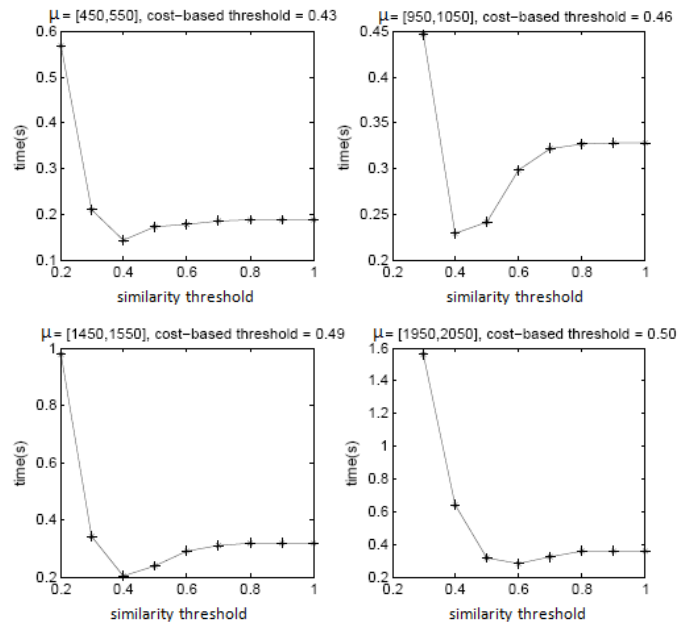 μ= [450,550], cost-based threshold = 0.43
0.6
0.5
0.4
0.3
0.2
0.1
time(s)
0.2 0.4 0.6 0.8 1
similarity threshold
μ= [950,1050], cost-based threshold = 0.46
0.45
0.4
0.35
0.3
0.25
0.2
time(s)
0.2 0.4 0.6 0.8 1
similarity threshold
μ= [1450,1550], cost-based threshold = 0.49
1
0.8
0.6
0.4
0.2
time(s)
0.2 0.4 0.6 0.8 1
similarity threshold
μ= [1950,2050], cost-based threshold = 0.50
1.6
1.4
1.2
1
0.8
0.6
0.4
0.2
time(s)
0.2 0.4 0.6 0.8 1
similarity threshold